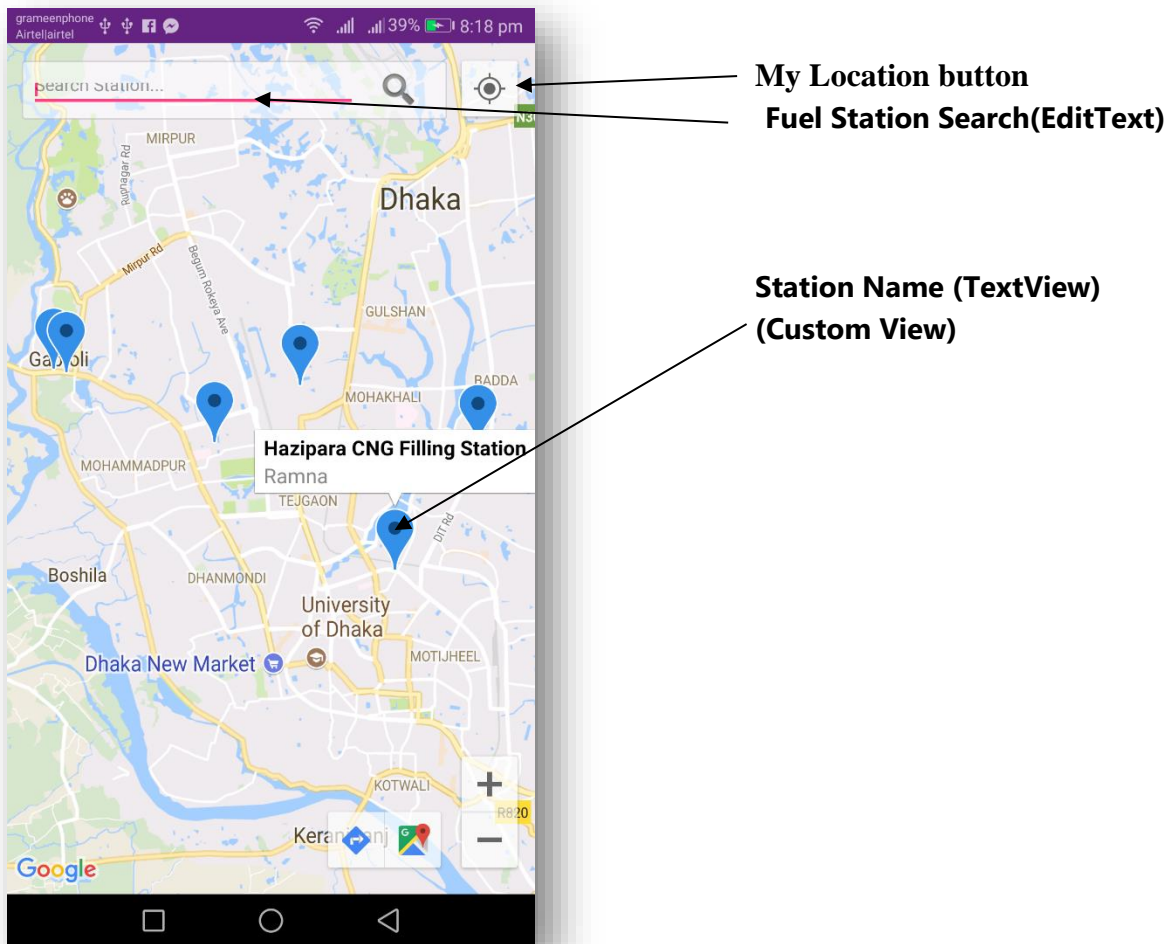 grameenphone
Airtel|airtel
39%
8:18 pm
Search Station...
My Location button
Fuel Station Search(EditText)
MIRPUR
Rupnagar Rd
Dhaka
Mirpur Rd
Begum Rokeya Ave
GULSHAN
Station Name (TextView)
(Custom View)
BADDA
MOHAKHALI
Hazipara CNG Filling Station
Ramna
MOHAMMADPUR
TEJGAON
DIT Rd
Boshila
DHANMONDI
University
of Dhaka
Dhaka New Market
MOTIJHEEL
KOTWALI
R820
Google